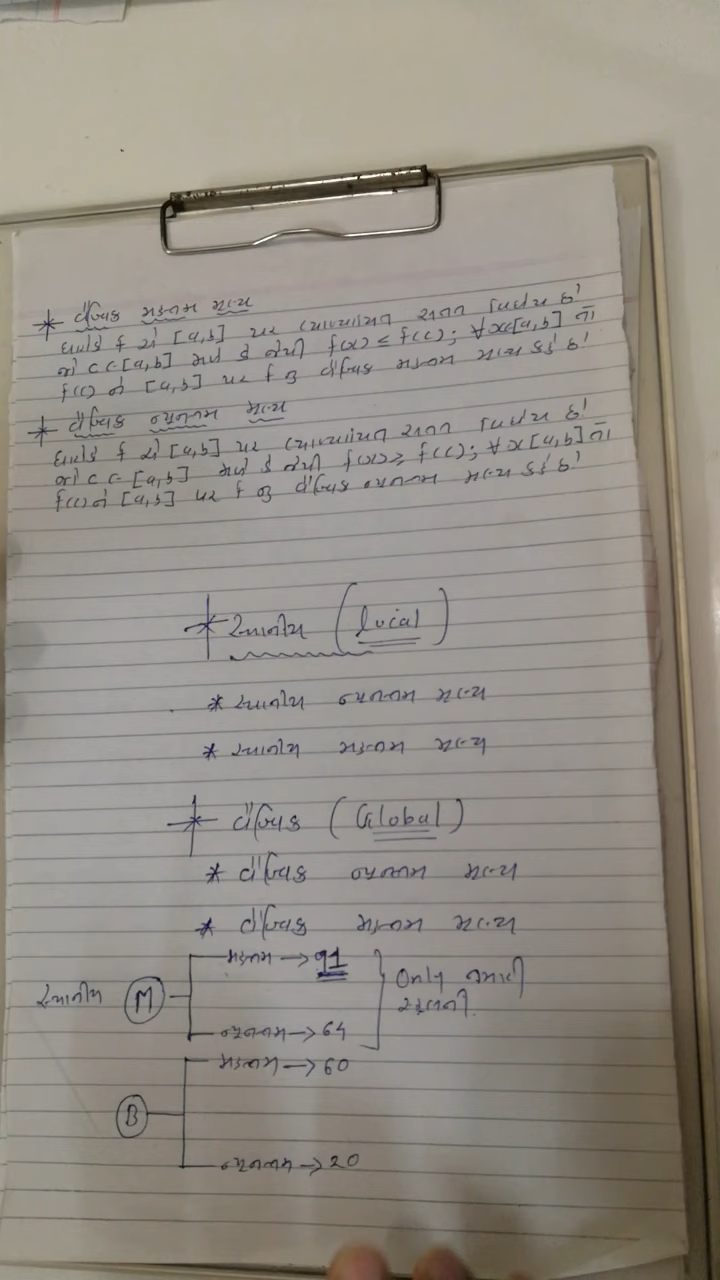 * વૈશ્વિક મહત્તમ મૂલ્ય
ધારો કે f એ [a,b] પર વ્યાખ્યાયિત સતત વિધેય છે.
જો c ∈ [a,b] મળે કે જેથી f(x) ≤ f(c); ∀x∈[a,b] તો
f(c) ને [a,b] પર f નું વૈશ્વિક મહત્તમ મૂલ્ય કહે છે.
* વૈશ્વિક ન્યૂનતમ મૂલ્ય
ધારો કે f એ [a,b] પર વ્યાખ્યાયિત સતત વિધેય છે.
જો c ∈ [a,b] મળે કે જેથી f(x) ≥ f(c); ∀x[a,b] તો
f(c) ને [a,b] પર f નું વૈશ્વિક ન્યૂનતમ મૂલ્ય કહે છે.
* સ્થાનીય (local)
* સ્થાનીય ન્યૂનતમ મૂલ્ય
* સ્થાનીય મહત્તમ મૂલ્ય
* વૈશ્વિક (Global)
* વૈશ્વિક ન્યૂનતમ મૂલ્ય
* વૈશ્વિક મહત્તમ મૂલ્ય
મહત્તમ → 91
સ્થાનીય M Only
ન્યૂનતમ → 64
મહત્તમ → 60
B
ન્યૂનતમ → 20